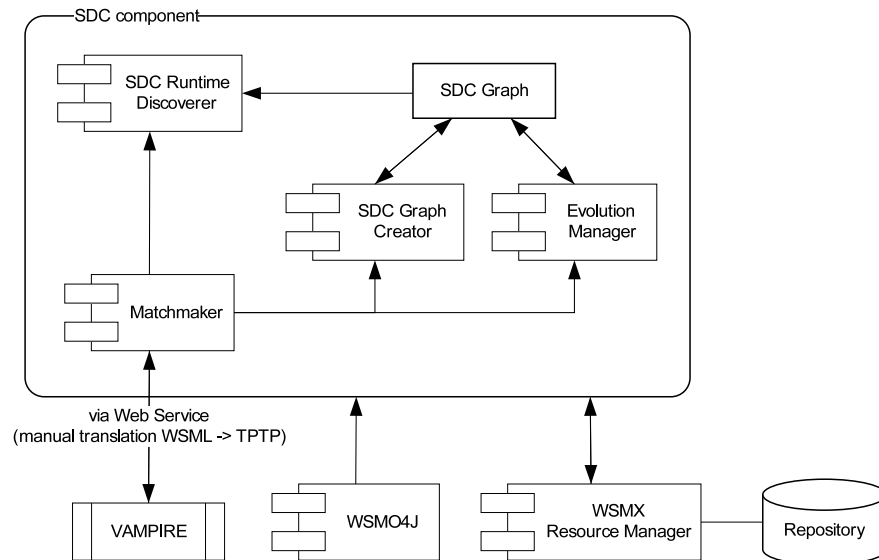 SDC component
SDC Runtime
Discoverer
SDC Graph
SDC Graph
Creator
Evolution
Manager
Matchmaker
via Web Service
(manual translation WSML -> TPTP)
VAMPIRE
WSMO4J
WSMX
Resource Manager
Repository